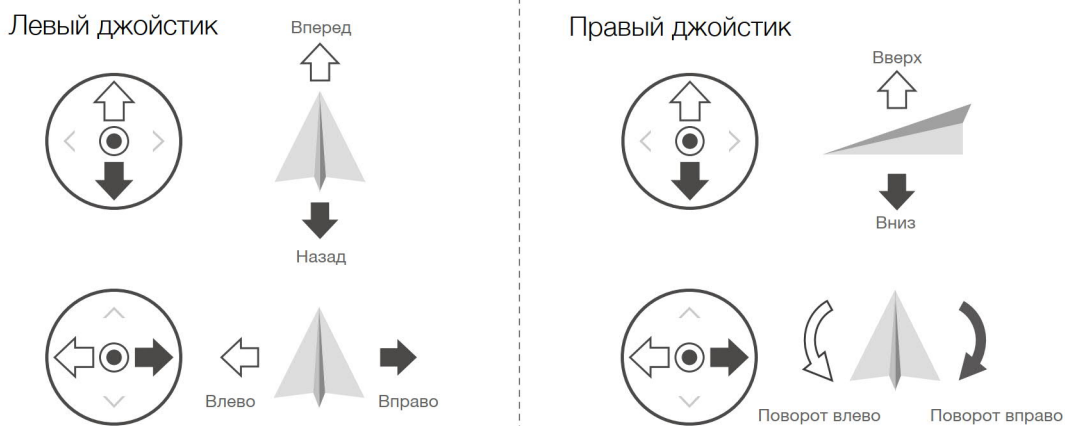 Левый джойстик
Вперед
Назад
Влево
Вправо
Правый джойстик
Вверх
Вниз
Поворот влево
Поворот вправо